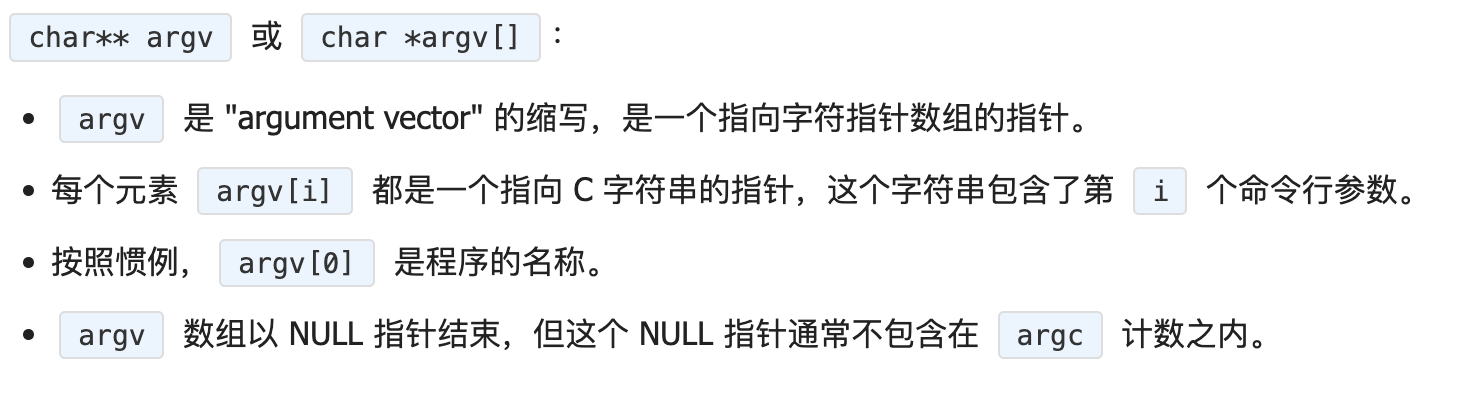 char** argv 或 char *argv[] ：
• argv 是 "argument vector" 的缩写，是一个指向字符指针数组的指针。
• 每个元素 argv[i] 都是一个指向 C 字符串的指针，这个字符串包含了第 i 个命令行参数。
• 按照惯例， argv[0] 是程序的名称。
• argv 数组以 NULL 指针结束，但这个 NULL 指针通常不包含在 argc 计数之内。